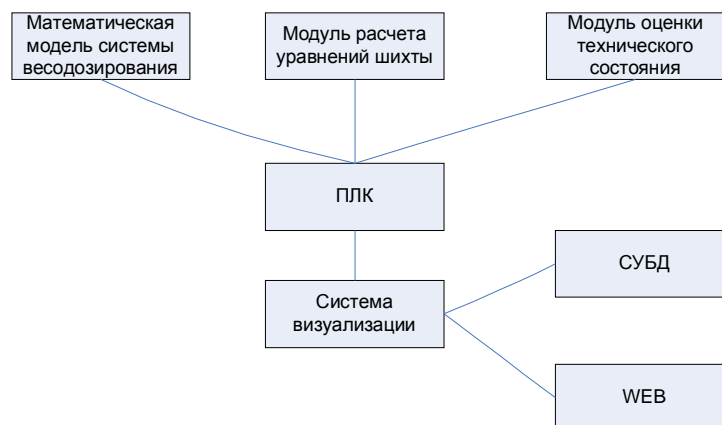 Математическая
модель системы
весодозирования
Модуль расчета
уравнений шихты
Модуль оценки
технического
состояния
ПЛК
СУБД
Система
визуализации
WEB